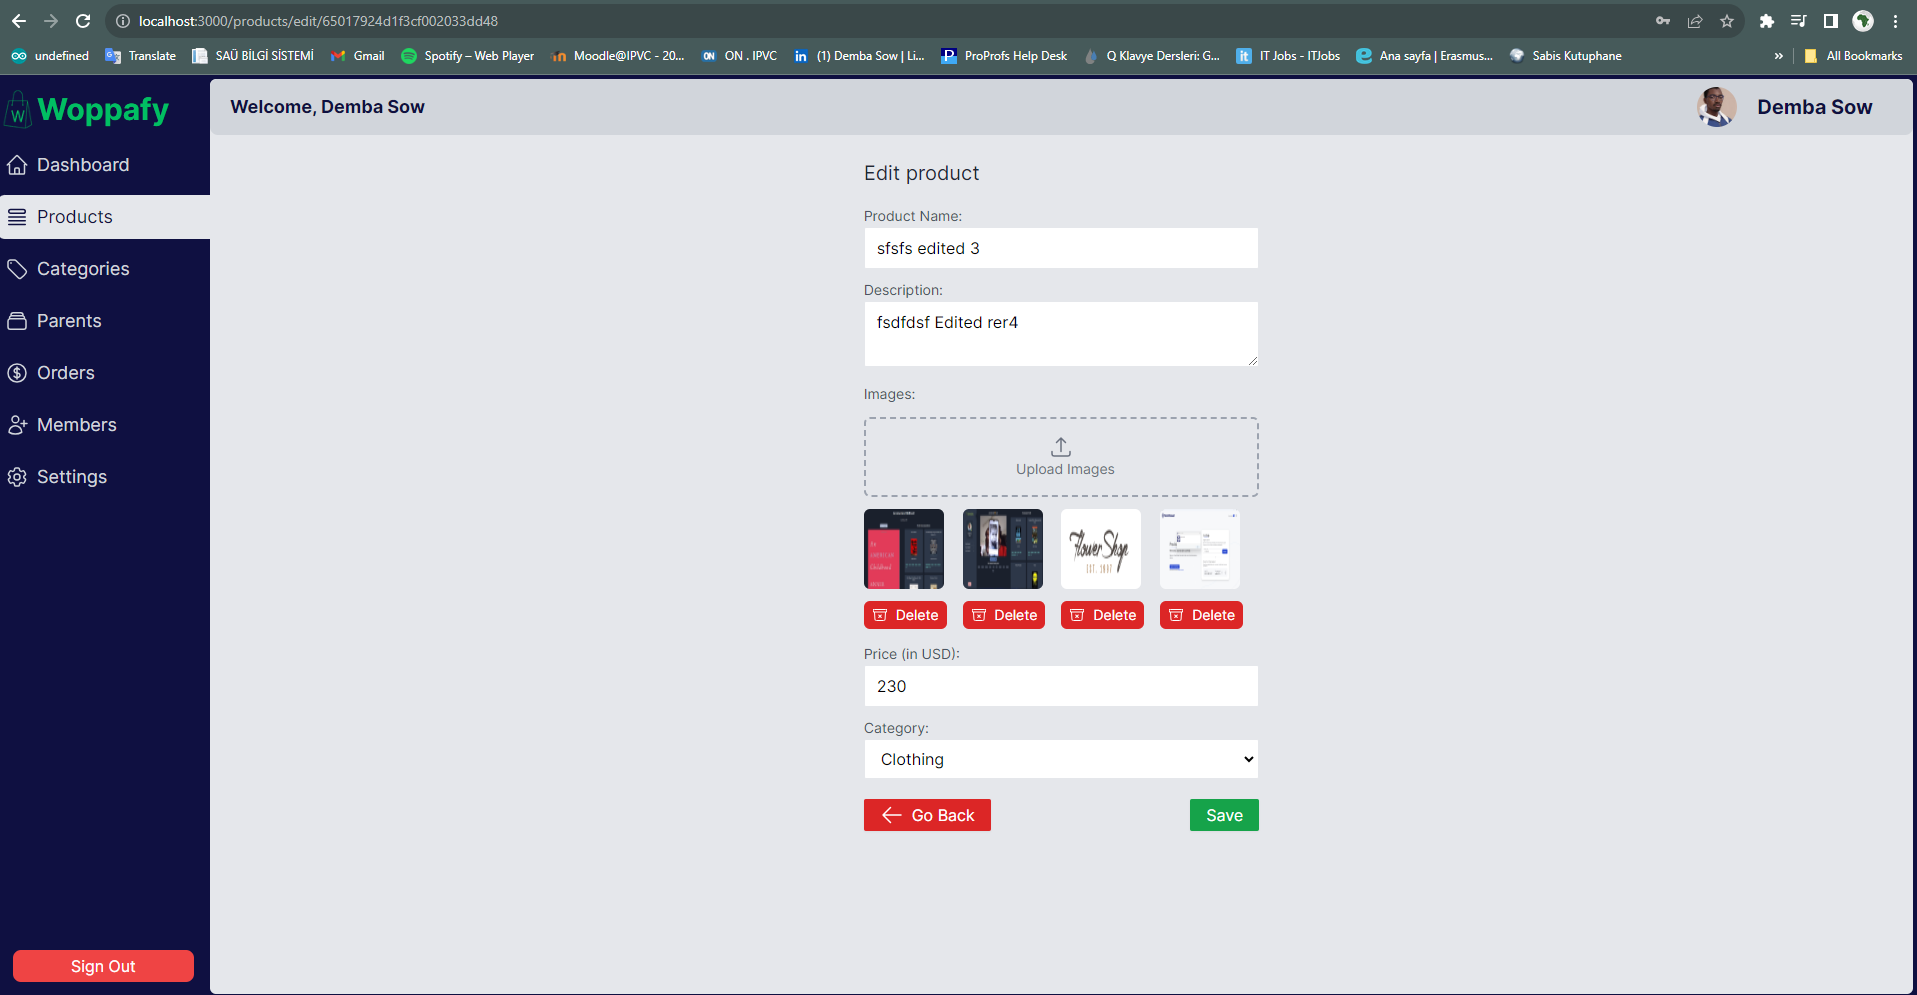 localhost:3000/products/edit/65017924d1f3cf002033dd48
undefined Translate SAÜ BİLGİ SİSTEMİ Gmail Spotify – Web Player Moodle@IPVC - 20... ON . IPVC (1) Demba Sow | Li... ProProfs Help Desk Q Klavye Dersleri: G... IT Jobs - ITJobs Ana sayfa | Erasmus... Sabis Kutuphane » All Bookmarks
Woppafy
Welcome, Demba Sow
Demba Sow
Dashboard
Products
Categories
Parents
Orders
Members
Settings
Sign Out
Edit product
Product Name:
sfsfs edited 3
Description:
fsdfdsf Edited rer4
Images:
Upload Images
Flower Shop
EST. 1997
Delete Delete Delete Delete
Price (in USD):
230
Category:
Clothing
Go Back
Save